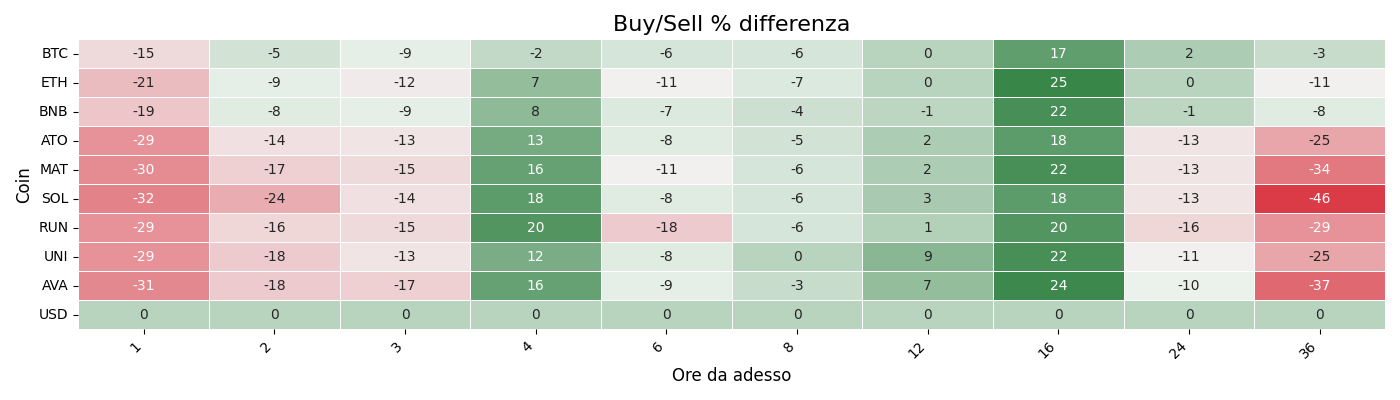 Buy/Sell % differenza
Coin
BTC -15 -5 -9 -2 -6 -6 0 17 2 -3
ETH -21 -9 -12 7 -11 -7 0 25 0 -11
BNB -19 -8 -9 8 -7 -4 -1 22 -1 -8
ATO -29 -14 -13 13 -8 -5 2 18 -13 -25
MAT -30 -17 -15 16 -11 -6 2 22 -13 -34
SOL -32 -24 -14 18 -8 -6 3 18 -13 -46
RUN -29 -16 -15 20 -18 -6 1 20 -16 -29
UNI -29 -18 -13 12 -8 0 9 22 -11 -25
AVA -31 -18 -17 16 -9 -3 7 24 -10 -37
USD 0 0 0 0 0 0 0 0 0 0
1 2 3 4 6 8 12 16 24 36
Ore da adesso